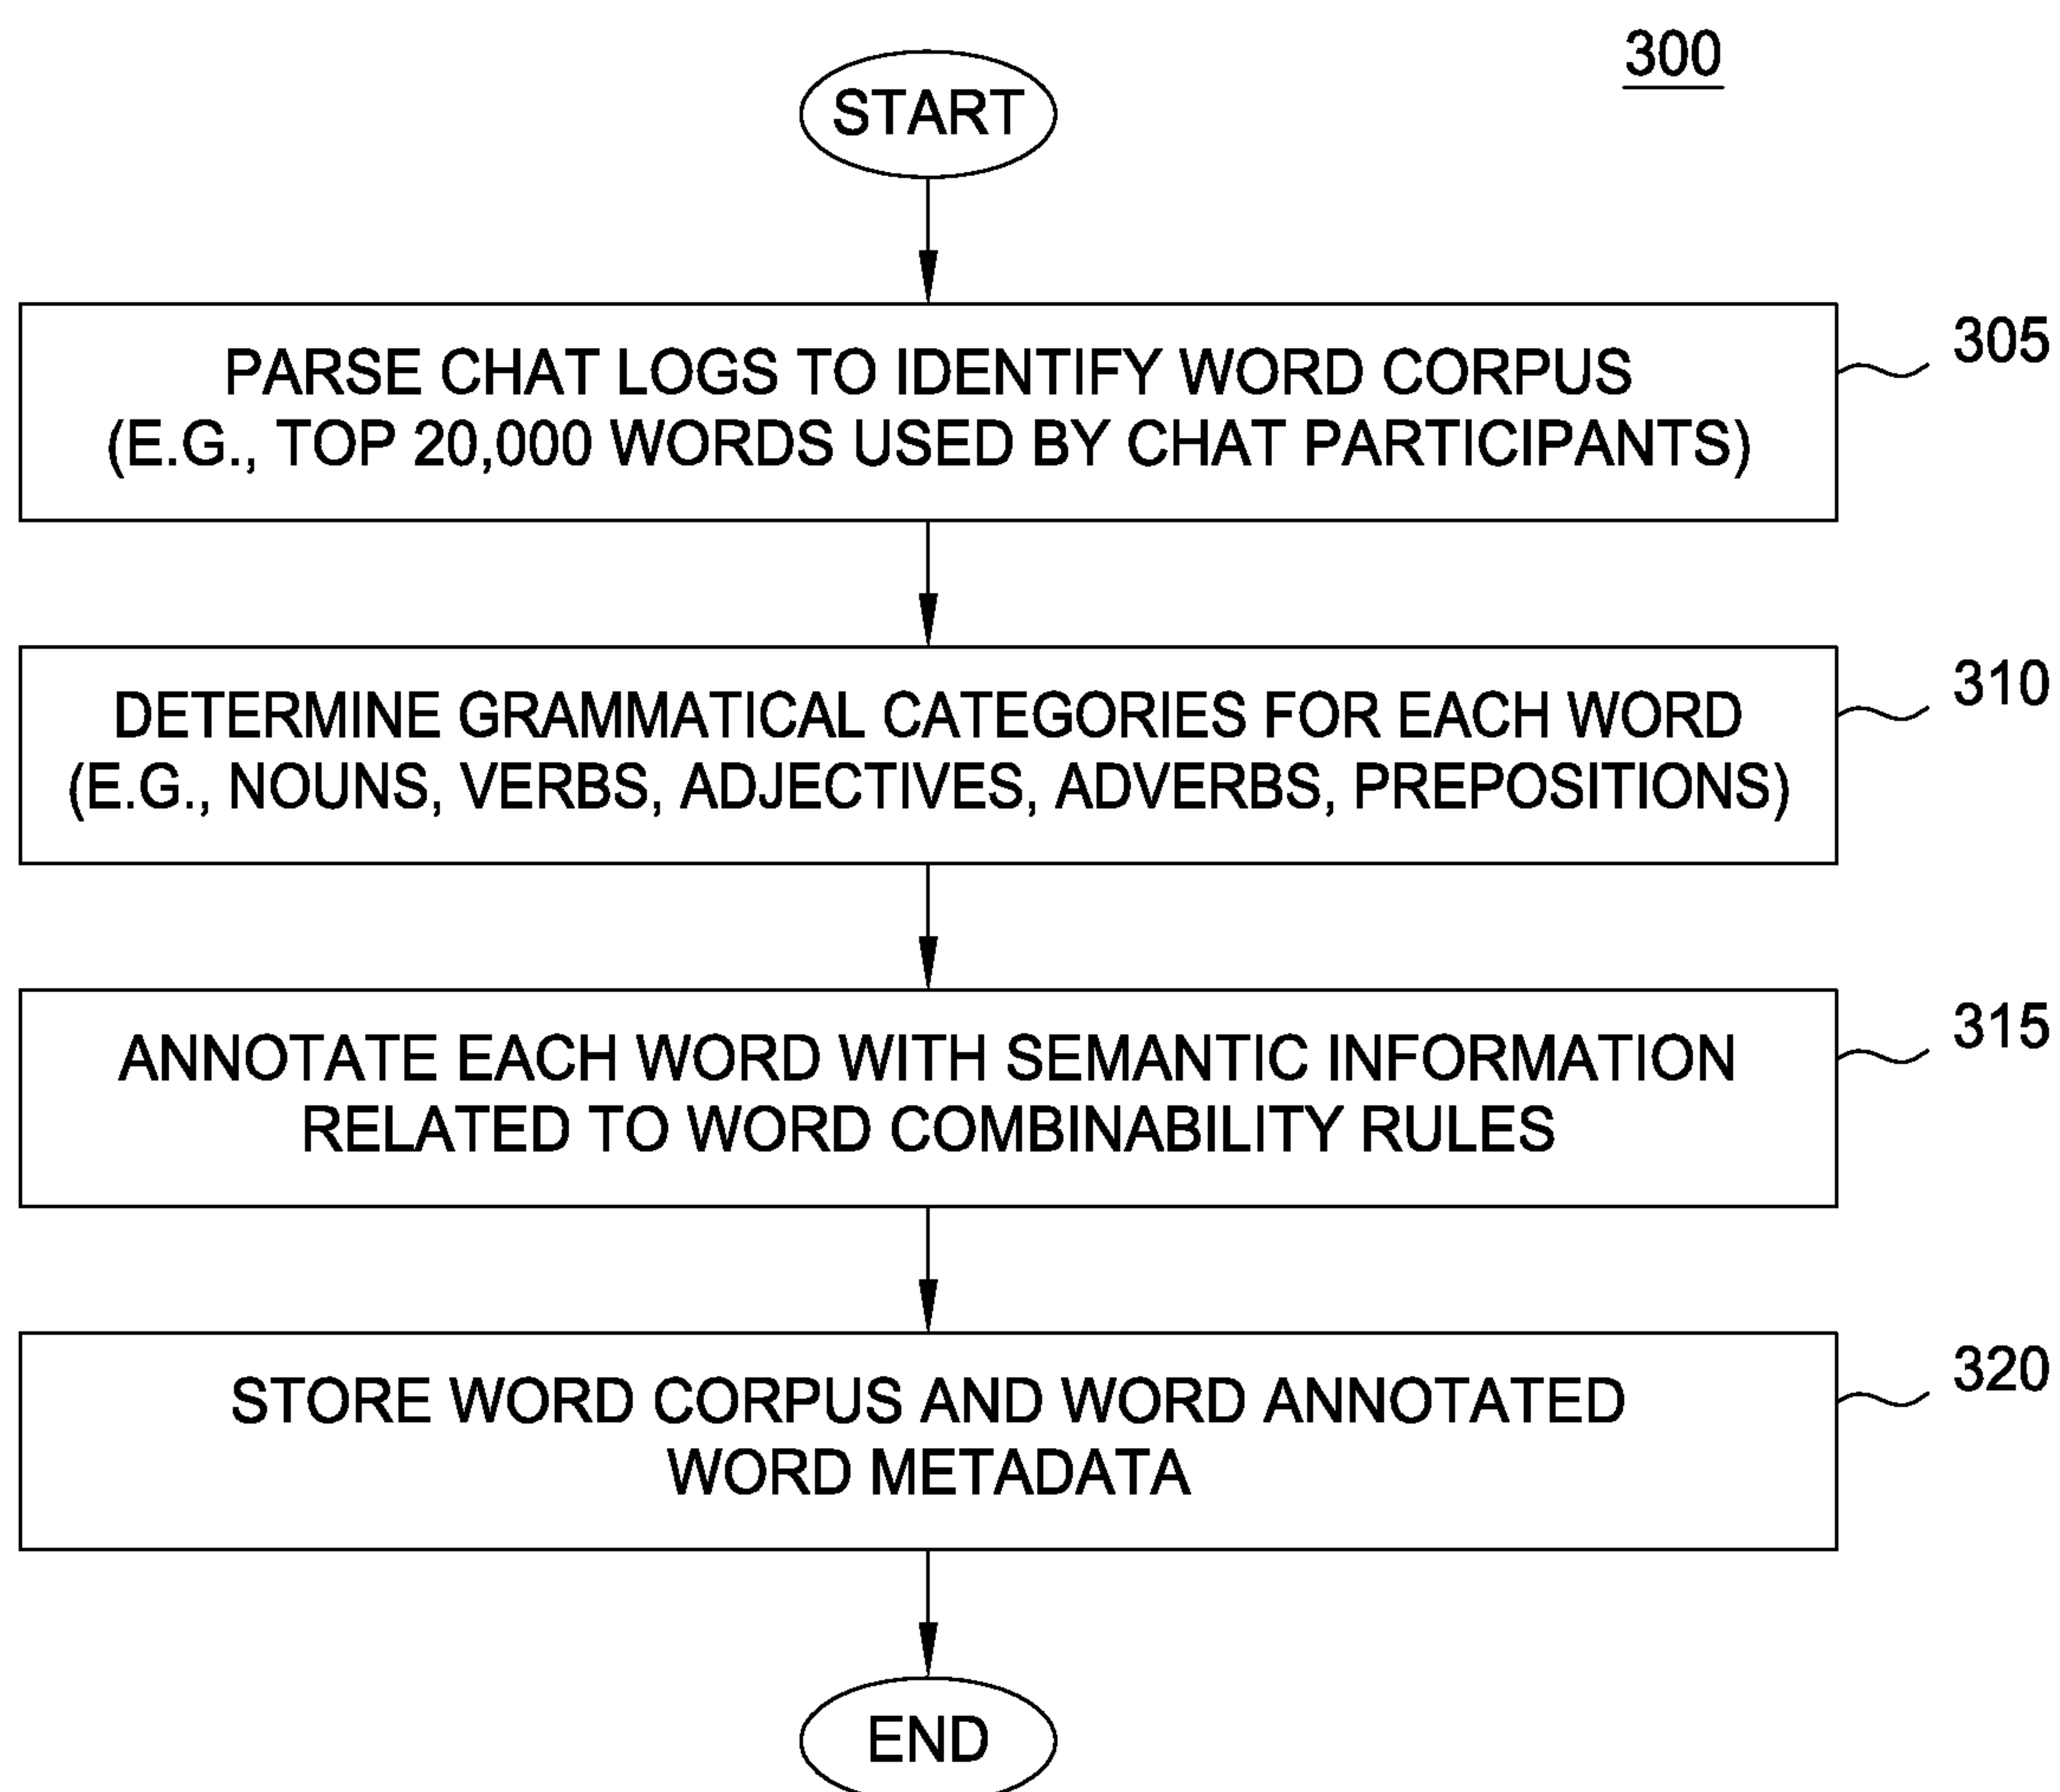 300
START
PARSE CHAT LOGS TO IDENTIFY WORD CORPUS
(E.G., TOP 20,000 WORDS USED BY CHAT PARTICIPANTS)
305
DETERMINE GRAMMATICAL CATEGORIES FOR EACH WORD
(E.G., NOUNS, VERBS, ADJECTIVES, ADVERBS, PREPOSITIONS)
310
ANNOTATE EACH WORD WITH SEMANTIC INFORMATION
RELATED TO WORD COMBINABILITY RULES
315
STORE WORD CORPUS AND WORD ANNOTATED
WORD METADATA
320
END